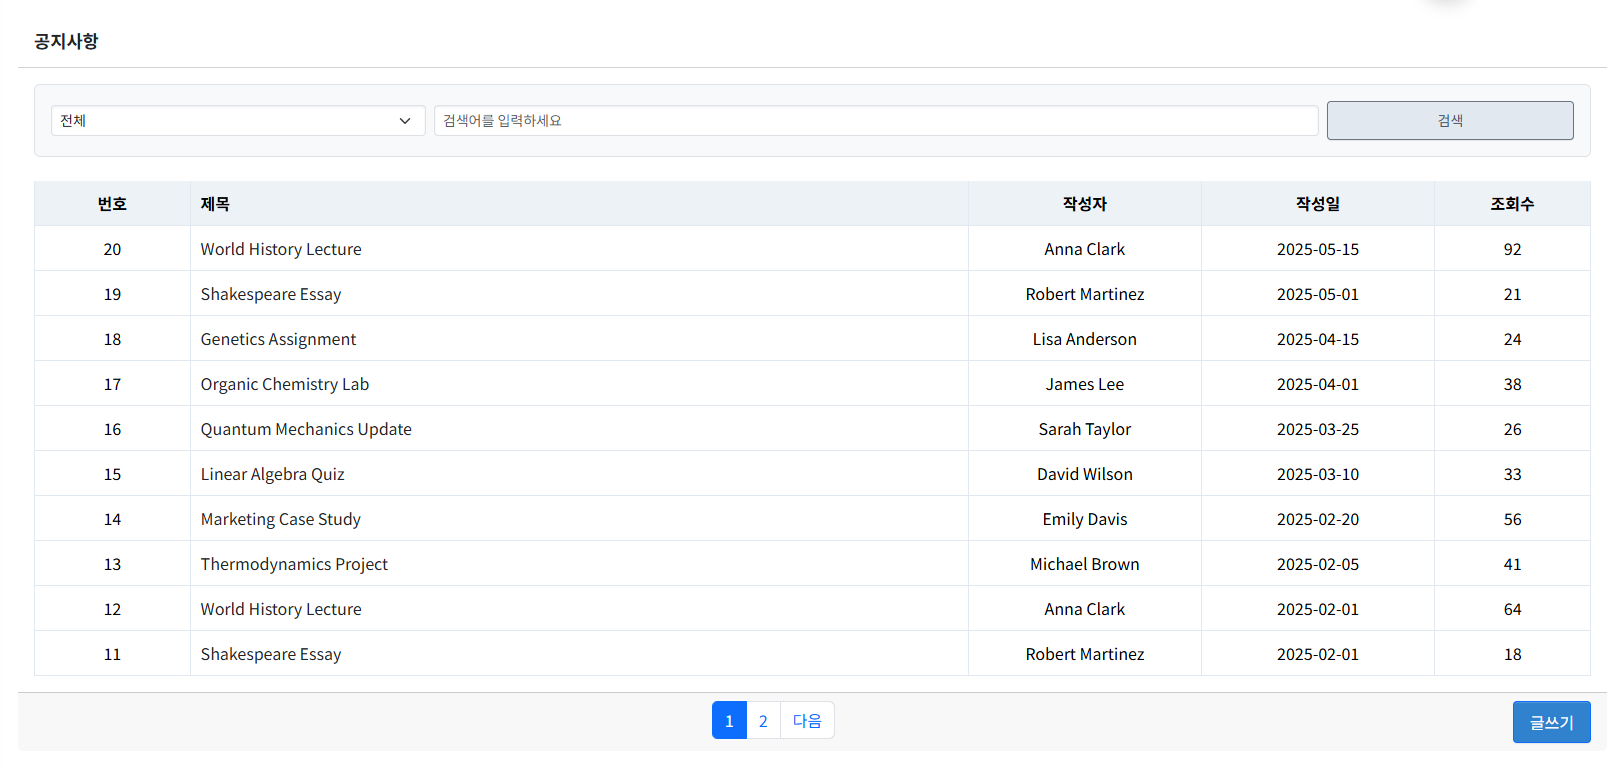 공지사항
전체 검색어를 입력하세요 검색
번호 제목 작성자 작성일 조회수
20 World History Lecture Anna Clark 2025-05-15 92
19 Shakespeare Essay Robert Martinez 2025-05-01 21
18 Genetics Assignment Lisa Anderson 2025-04-15 24
17 Organic Chemistry Lab James Lee 2025-04-01 38
16 Quantum Mechanics Update Sarah Taylor 2025-03-25 26
15 Linear Algebra Quiz David Wilson 2025-03-10 33
14 Marketing Case Study Emily Davis 2025-02-20 56
13 Thermodynamics Project Michael Brown 2025-02-05 41
12 World History Lecture Anna Clark 2025-02-01 64
11 Shakespeare Essay Robert Martinez 2025-02-01 18
1 2 다음 글쓰기